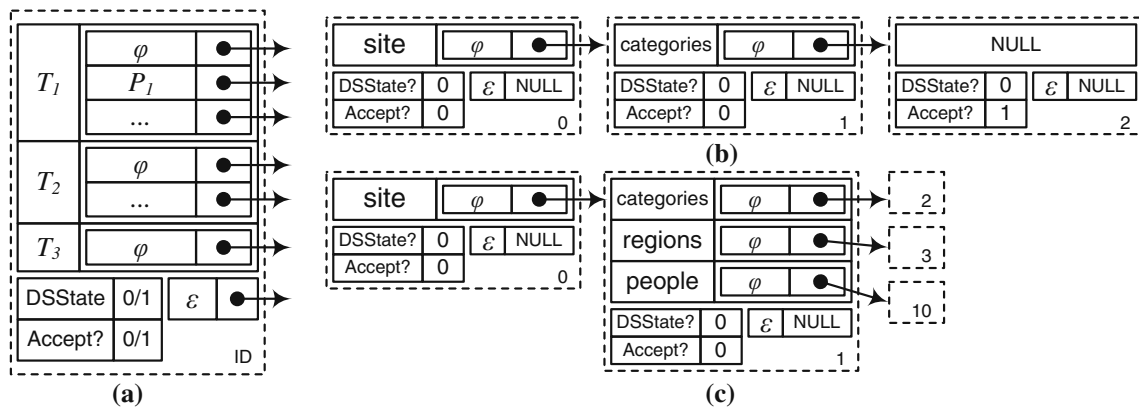 T1
φ
P1
...
T2
φ
...
T3
φ
DSState 0/1
ε
Accept? 0/1
ID
(a)
site φ
DSState? 0 ε NULL
Accept? 0
0
categories φ
DSState? 0 ε NULL
Accept? 0
1
NULL
DSState? 0 ε NULL
Accept? 1
2
(b)
site φ
DSState? 0 ε NULL
Accept? 0
0
categories φ
regions φ
people φ
DSState? 0 ε NULL
Accept? 0
1
2
3
10
(c)